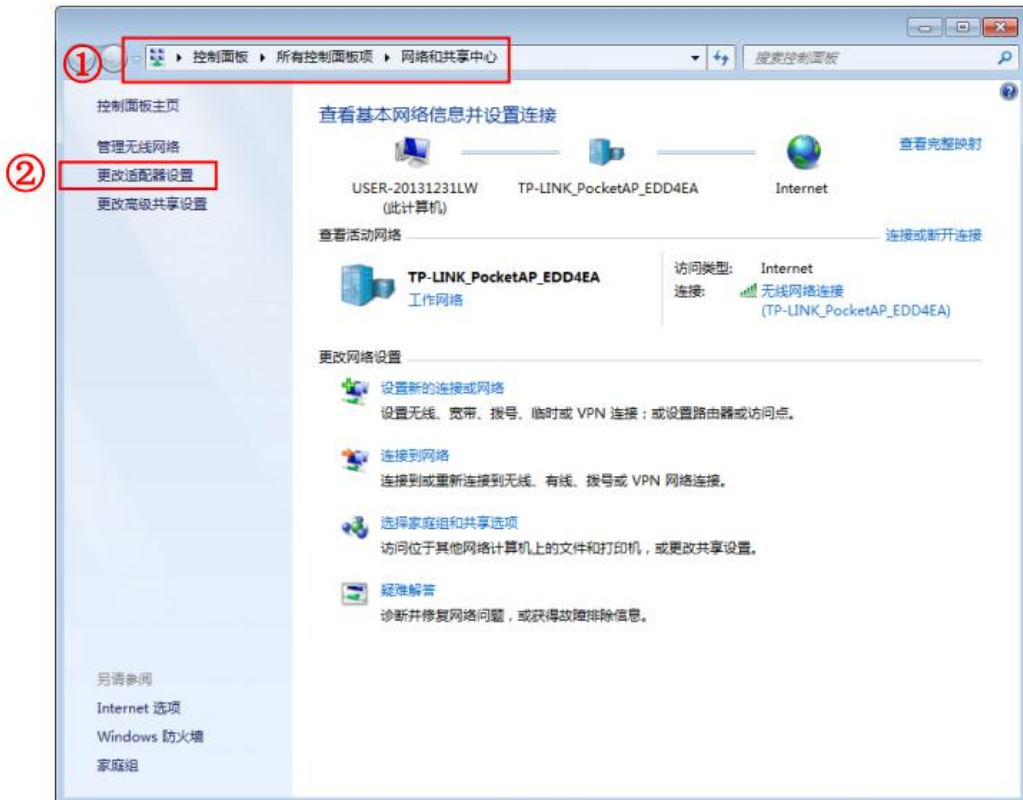 ① 控制面板 ▸ 所有控制面板项 ▸ 网络和共享中心
搜索控制面板
控制面板主页
管理无线网络
② 更改适配器设置
更改高级共享设置
查看基本网络信息并设置连接
查看完整映射
USER-20131231LW
(此计算机)
TP-LINK_PocketAP_EDD4EA
Internet
查看活动网络
连接或断开连接
TP-LINK_PocketAP_EDD4EA
工作网络
访问类型: Internet
连接: 无线网络连接
(TP-LINK_PocketAP_EDD4EA)
更改网络设置
设置新的连接或网络
设置无线、宽带、拨号、临时或 VPN 连接；或设置路由器或访问点。
连接到网络
连接到或重新连接到无线、有线、拨号或 VPN 网络连接。
选择家庭组和共享选项
访问位于其他网络计算机上的文件和打印机，或更改共享设置。
疑难解答
诊断并修复网络问题，或获得故障排除信息。
另请参阅
Internet 选项
Windows 防火墙
家庭组